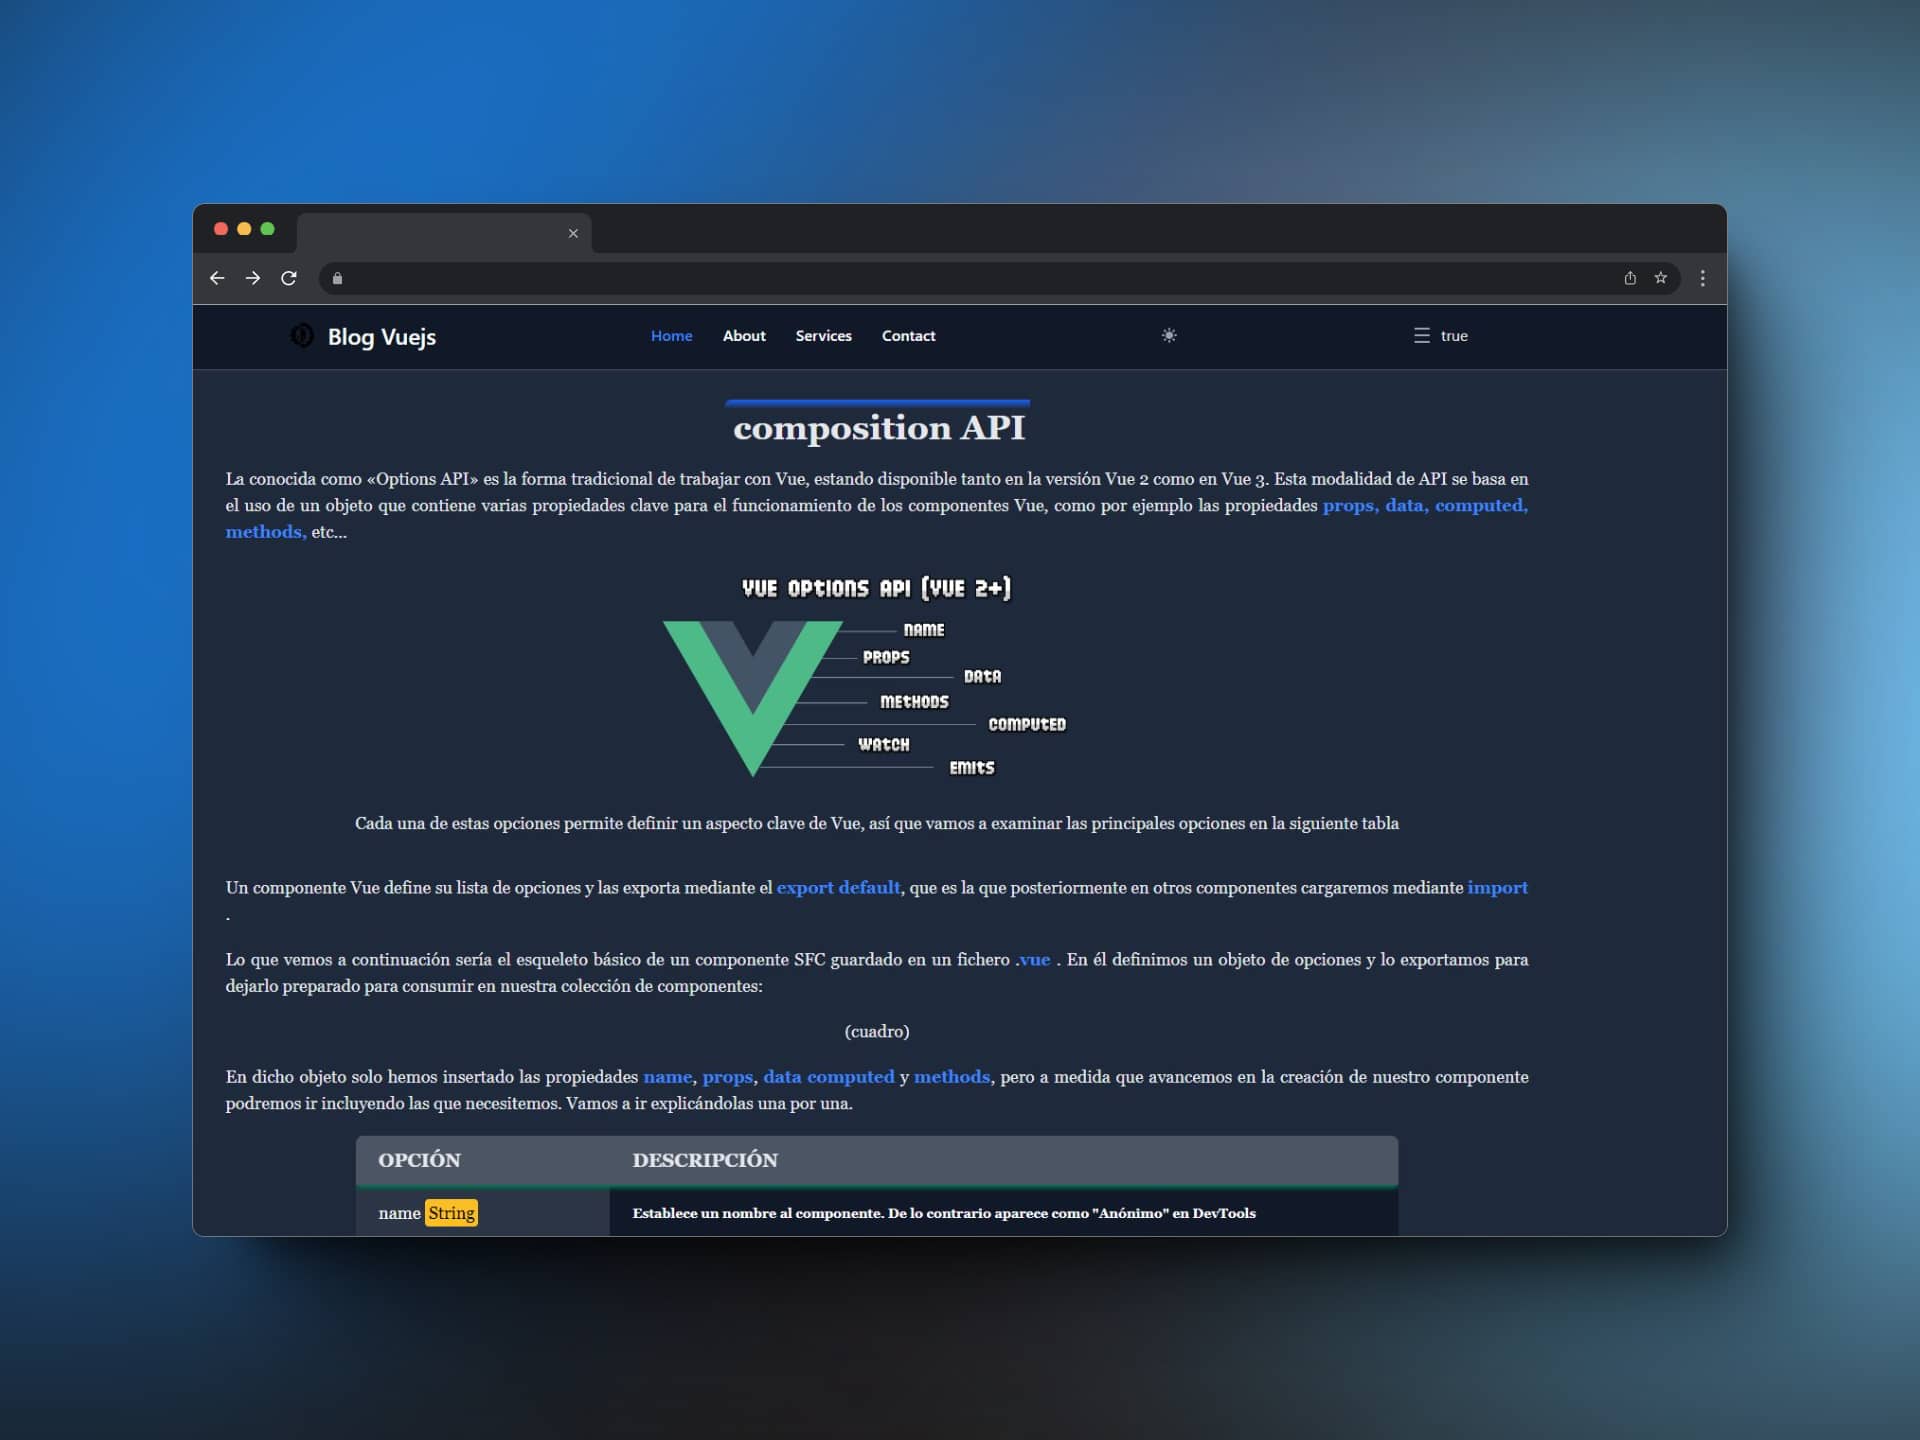 Blog Vuejs
Home About Services Contact
true
composition API
La conocida como «Options API» es la forma tradicional de trabajar con Vue, estando disponible tanto en la versión Vue 2 como en Vue 3. Esta modalidad de API se basa en
el uso de un objeto que contiene varias propiedades clave para el funcionamiento de los componentes Vue, como por ejemplo las propiedades props, data, computed,
methods, etc...
VUE OPTIONS API (VUE 2+)
NAME
PROPS
DATA
METHODS
COMPUTED
WATCH
EMITS
Cada una de estas opciones permite definir un aspecto clave de Vue, así que vamos a examinar las principales opciones en la siguiente tabla
Un componente Vue define su lista de opciones y las exporta mediante el export default, que es la que posteriormente en otros componentes cargaremos mediante import
.
Lo que vemos a continuación sería el esqueleto básico de un componente SFC guardado en un fichero .vue . En él definimos un objeto de opciones y lo exportamos para
dejarlo preparado para consumir en nuestra colección de componentes:
(cuadro)
En dicho objeto solo hemos insertado las propiedades name, props, data computed y methods, pero a medida que avancemos en la creación de nuestro componente
podremos ir incluyendo las que necesitemos. Vamos a ir explicándolas una por una.
OPCIÓN DESCRIPCIÓN
name String Establece un nombre al componente. De lo contrario aparece como "Anónimo" en DevTools